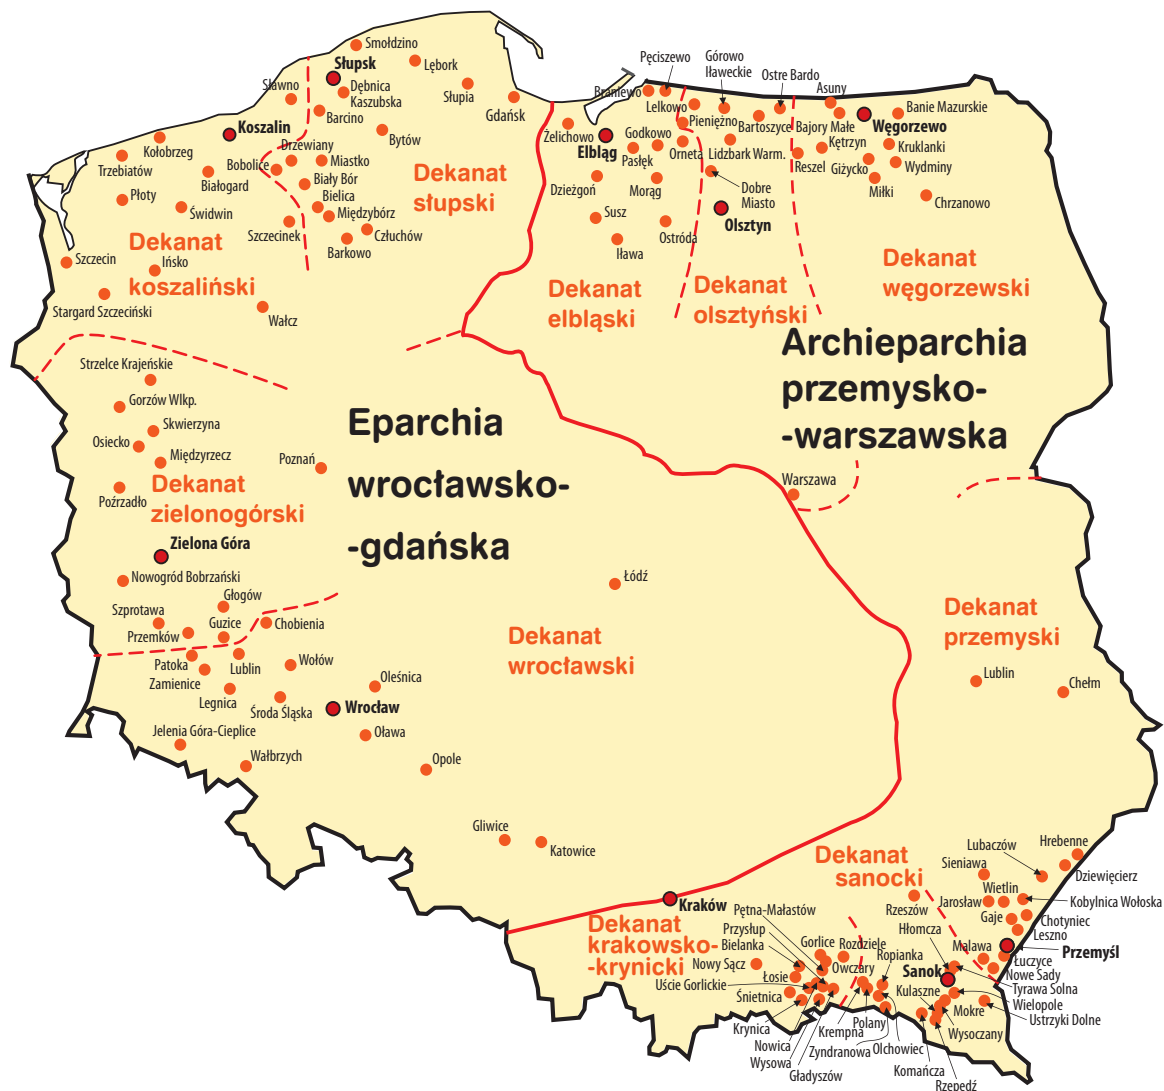 Smołdzino
Słupsk
Lębork
Dębnica
Kaszubska
Słupia
Sławno
Barcino
Gdańsk
Koszalin
Bytów
Kołobrzeg
Drzewiany
Trzebiatów
Bobolice
Miastko
Białogard
Biały Bór
Płoty
Bielica
Świdwin
Międzybórz
Szczecinek
Człuchów
Barkowo
Dekanat
słupski
Dekanat
koszaliński
Szczecin
Ińsko
Stargard Szczeciński
Wałcz
Pęciszewo
Górowo
Iławeckie
Ostre Bardo
Asuny
Braniewo
Lelkowo
Pieniężno
Bartoszyce
Bajory Małe
Banie Mazurskie
Węgorzewo
Żelichowo
Elbląg
Godkowo
Pasłęk
Orneta
Lidzbark Warm.
Kętrzyn
Reszel
Kruklanki
Giżycko
Wydminy
Miłki
Dzieżgoń
Morąg
Dobre
Miasto
Chrzanowo
Susz
Olsztyn
Ostróda
Iława
Dekanat
elbląski
Dekanat
olsztyński
Dekanat
węgorzewski
Archieparchia
przemysko-
-warszawska
Strzelce Krajeńskie
Gorzów Wlkp.
Skwierzyna
Osiecko
Międzyrzecz
Poznań
Poźrzadło
Dekanat
zielonogórski
Eparchia
wrocławsko-
-gdańska
Zielona Góra
Nowogród Bobrzański
Warszawa
Łódź
Szprotawa
Głogów
Przemków
Guzice
Chobienia
Patoka
Lublin
Wołów
Zamienice
Legnica
Środa Śląska
Oleśnica
Wrocław
Jelenia Góra-Cieplice
Oława
Wałbrzych
Opole
Dekanat
wrocławski
Dekanat
przemyski
Lublin
Chełm
Gliwice
Katowice
Kraków
Dekanat
sanocki
Dekanat
krakowsko-
-krynicki
Lubaczów
Hrebenne
Sieniawa
Dziewięcierz
Wietlin
Rzeszów
Jarosław
Kobylnica Wołoska
Gaje
Chotyniec
Leszno
Hłomcza
Malawa
Przemyśl
Łuczyce
Nowe Sady
Tyrawa Solna
Wielopole
Ustrzyki Dolne
Sanok
Kulaszne
Mokre
Wysoczany
Komańcza
Rzepedź
Pętna-Małastów
Przysłup
Bielanka
Gorlice
Rozdziele
Ropianka
Nowy Sącz
Łosie
Owczary
Uście Gorlickie
Śnietnica
Krynica
Nowica
Wysowa
Gładyszów
Krempna
Polany
Zyndranowa
Olchowiec